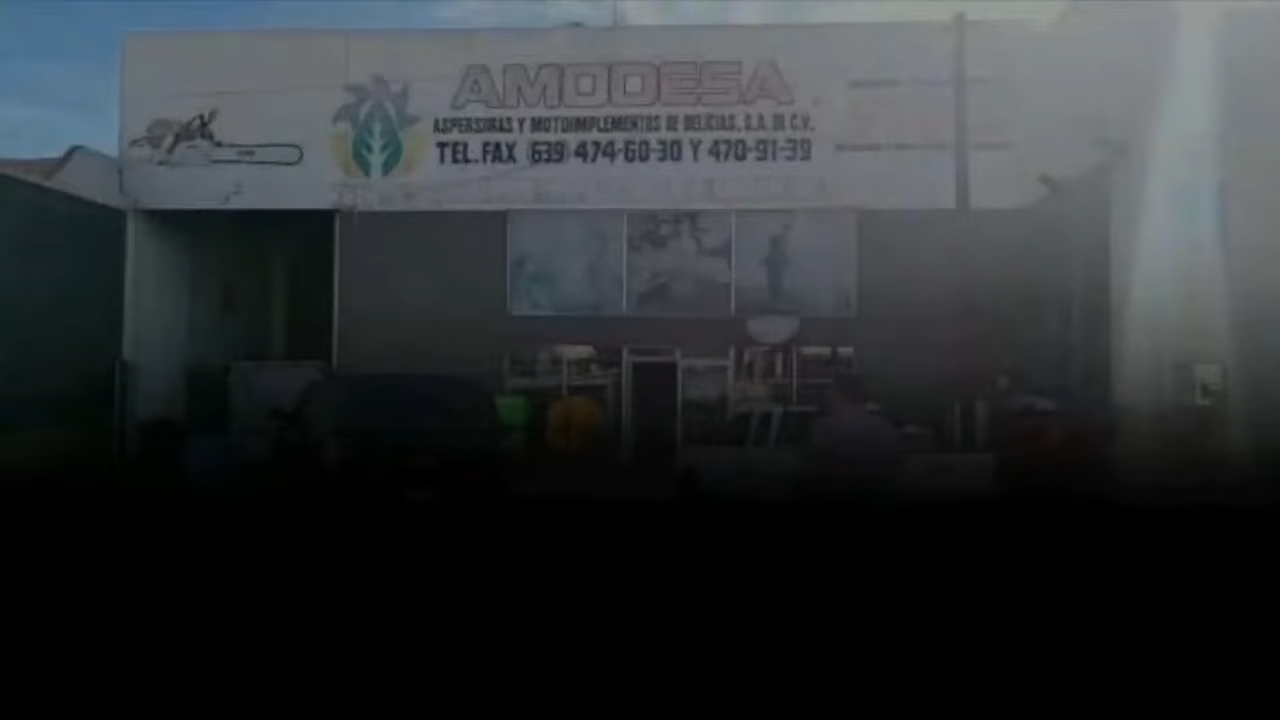 AMODESA
ASPERSORAS Y MOTOIMPLEMENTOS DE DELICIAS, S.A. DE C.V.
TEL. FAX (639) 474-60-30 Y 470-91-39